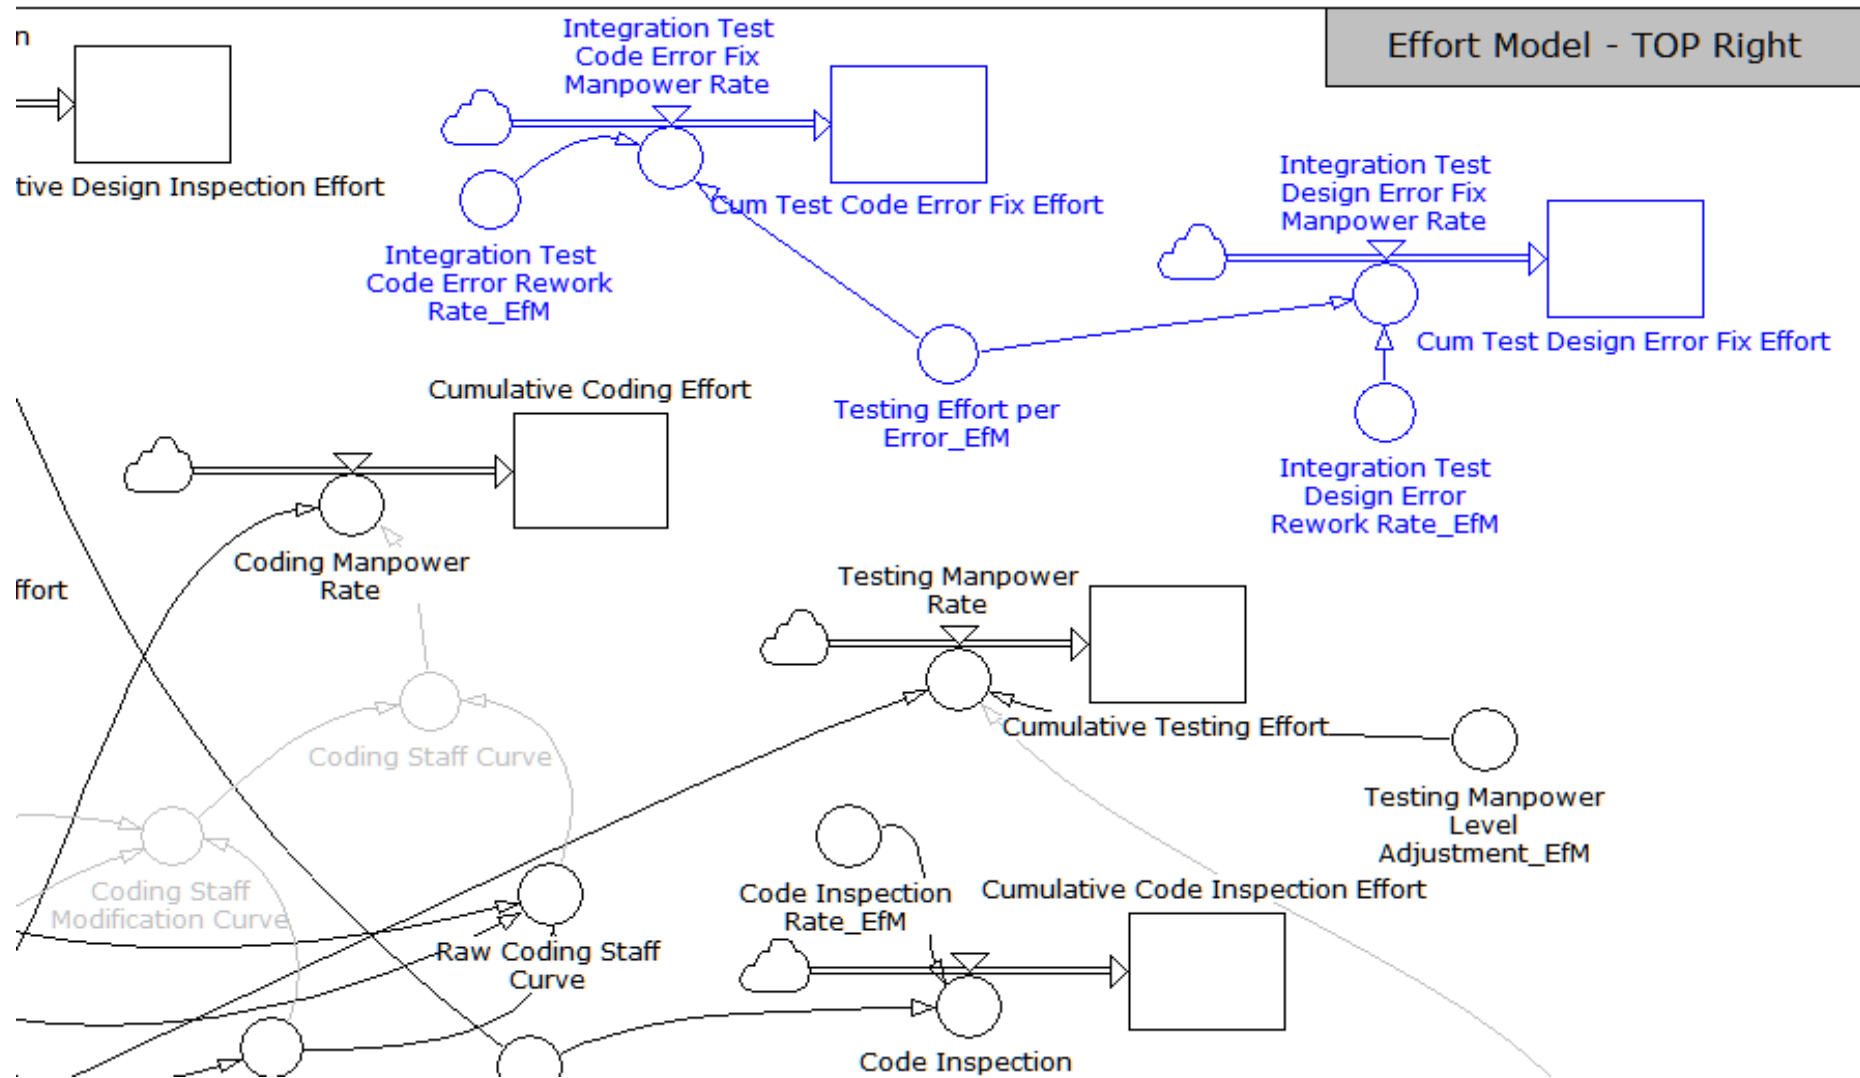 n
Integration Test
Code Error Fix
Manpower Rate
Effort Model - TOP Right
tive Design Inspection Effort
Cum Test Code Error Fix Effort
Integration Test
Design Error Fix
Manpower Rate
Integration Test
Code Error Rework
Rate_EfM
Cum Test Design Error Fix Effort
Cumulative Coding Effort
Testing Effort per
Error_EfM
Integration Test
Design Error
Rework Rate_EfM
Coding Manpower
Rate
ffort
Testing Manpower
Rate
Cumulative Testing Effort
Coding Staff Curve
Testing Manpower
Level
Adjustment_EfM
Coding Staff
Modification Curve
Code Inspection
Rate_EfM
Cumulative Code Inspection Effort
Raw Coding Staff
Curve
Code Inspection